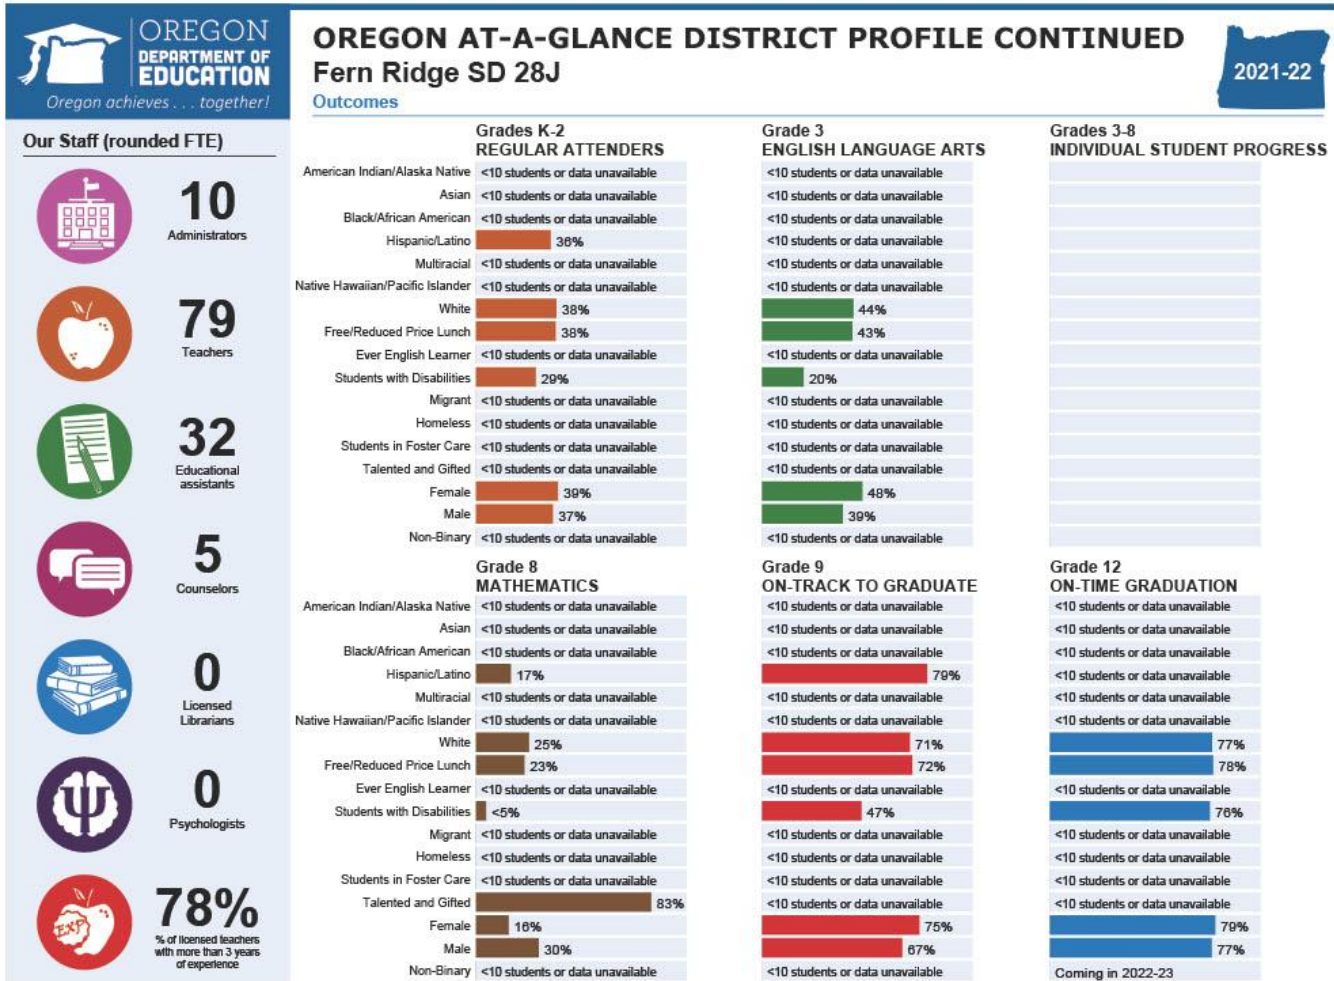 OREGON
DEPARTMENT OF
EDUCATION
Oregon achieves . . . together!
OREGON AT-A-GLANCE DISTRICT PROFILE CONTINUED
Fern Ridge SD 28J
2021-22
Outcomes
Our Staff (rounded FTE)
10
Administrators
79
Teachers
32
Educational
assistants
5
Counselors
0
Licensed
Librarians
0
Psychologists
EXP
78%
% of licensed teachers
with more than 3 years
of experience
Grades K-2
REGULAR ATTENDERS
Grade 3
ENGLISH LANGUAGE ARTS
Grades 3-8
INDIVIDUAL STUDENT PROGRESS
American Indian/Alaska Native <10 students or data unavailable <10 students or data unavailable
Asian <10 students or data unavailable <10 students or data unavailable
Black/African American <10 students or data unavailable <10 students or data unavailable
Hispanic/Latino 36% <10 students or data unavailable
Multiracial <10 students or data unavailable <10 students or data unavailable
Native Hawaiian/Pacific Islander <10 students or data unavailable <10 students or data unavailable
White 38% 44%
Free/Reduced Price Lunch 38% 43%
Ever English Learner <10 students or data unavailable <10 students or data unavailable
Students with Disabilities 29% 20%
Migrant <10 students or data unavailable <10 students or data unavailable
Homeless <10 students or data unavailable <10 students or data unavailable
Students in Foster Care <10 students or data unavailable <10 students or data unavailable
Talented and Gifted <10 students or data unavailable <10 students or data unavailable
Female 39% 48%
Male 37% 39%
Non-Binary <10 students or data unavailable <10 students or data unavailable
Grade 8
MATHEMATICS
Grade 9
ON-TRACK TO GRADUATE
Grade 12
ON-TIME GRADUATION
American Indian/Alaska Native <10 students or data unavailable <10 students or data unavailable <10 students or data unavailable
Asian <10 students or data unavailable <10 students or data unavailable <10 students or data unavailable
Black/African American <10 students or data unavailable <10 students or data unavailable <10 students or data unavailable
Hispanic/Latino 17% 79% <10 students or data unavailable
Multiracial <10 students or data unavailable <10 students or data unavailable <10 students or data unavailable
Native Hawaiian/Pacific Islander <10 students or data unavailable <10 students or data unavailable <10 students or data unavailable
White 25% 71% 77%
Free/Reduced Price Lunch 23% 72% 78%
Ever English Learner <10 students or data unavailable <10 students or data unavailable <10 students or data unavailable
Students with Disabilities <5% 47% 76%
Migrant <10 students or data unavailable <10 students or data unavailable <10 students or data unavailable
Homeless <10 students or data unavailable <10 students or data unavailable <10 students or data unavailable
Students in Foster Care <10 students or data unavailable <10 students or data unavailable <10 students or data unavailable
Talented and Gifted 83% <10 students or data unavailable <10 students or data unavailable
Female 16% 75% 79%
Male 30% 67% 77%
Non-Binary <10 students or data unavailable <10 students or data unavailable Coming in 2022-23